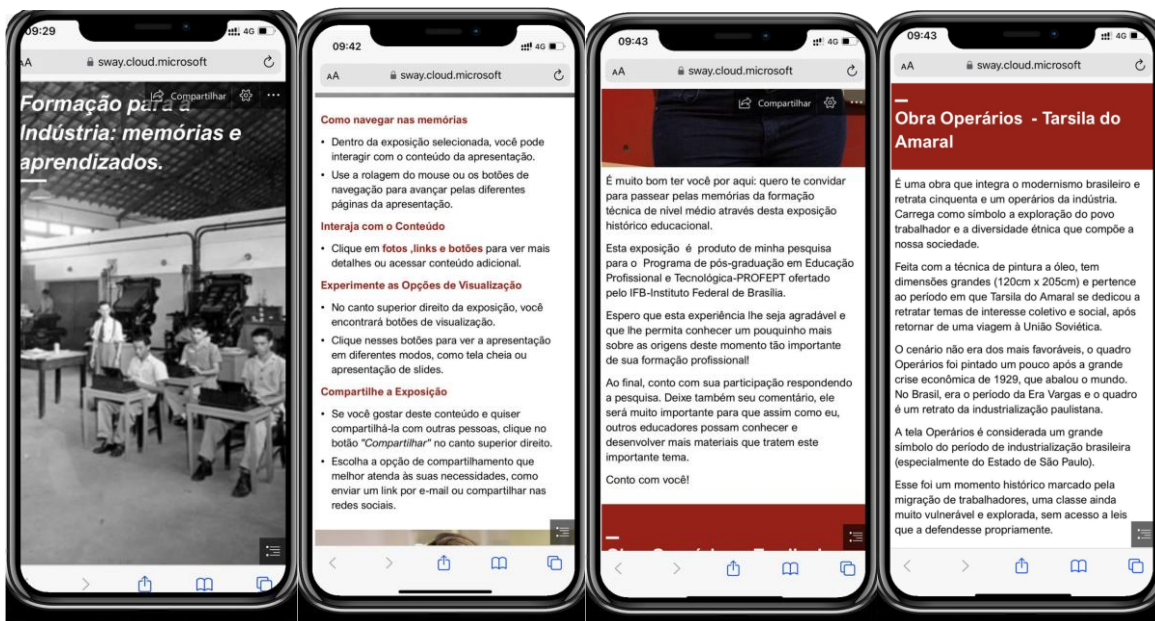 09:29
4G
AA
sway.cloud.microsoft
Compartilhar
Formação para a
Indústria: memórias e
aprendizados.
09:42
4G
AA
sway.cloud.microsoft
Como navegar nas memórias
• Dentro da exposição selecionada, você pode
interagir com o conteúdo da apresentação.
• Use a rolagem do mouse ou os botões de
navegação para avançar pelas diferentes
páginas da apresentação.
Interaja com o Conteúdo
• Clique em fotos ,links e botões para ver mais
detalhes ou acessar conteúdo adicional.
Experimente as Opções de Visualização
• No canto superior direito da exposição, você
encontrará botões de visualização.
• Clique nesses botões para ver a apresentação
em diferentes modos, como tela cheia ou
apresentação de slides.
Compartilhe a Exposição
• Se você gostar deste conteúdo e quiser
compartilhá-la com outras pessoas, clique no
botão "Compartilhar" no canto superior direito.
• Escolha a opção de compartilhamento que
melhor atenda às suas necessidades, como
enviar um link por e-mail ou compartilhar nas
redes sociais.
09:43
4G
AA
sway.cloud.microsoft
Compartilhar
É muito bom ter você por aqui: quero te convidar
para passear pelas memórias da formação
técnica de nível médio através desta exposição
histórico educacional.
Esta exposição é produto de minha pesquisa
para o Programa de pós-graduação em Educação
Profissional e Tecnológica-PROFEPT ofertado
pelo IFB-Instituto Federal de Brasília.
Espero que esta experiência lhe seja agradável e
que lhe permita conhecer um pouquinho mais
sobre as origens deste momento tão importante
de sua formação profissional!
Ao final, conto com sua participação respondendo
a pesquisa. Deixe também seu comentário, ele
será muito importante para que assim como eu,
outros educadores possam conhecer e
desenvolver mais materiais que tratem este
importante tema.
Conto com você!
09:43
4G
AA
sway.cloud.microsoft
Obra Operários - Tarsila do
Amaral
É uma obra que integra o modernismo brasileiro e
retrata cinquenta e um operários da indústria.
Carrega como símbolo a exploração do povo
trabalhador e a diversidade étnica que compõe a
nossa sociedade.
Feita com a técnica de pintura a óleo, tem
dimensões grandes (120cm x 205cm) e pertence
ao período em que Tarsila do Amaral se dedicou a
retratar temas de interesse coletivo e social, após
retornar de uma viagem à União Soviética.
O cenário não era dos mais favoráveis, o quadro
Operários foi pintado um pouco após a grande
crise econômica de 1929, que abalou o mundo.
No Brasil, era o período da Era Vargas e o quadro
é um retrato da industrialização paulistana.
A tela Operários é considerada um grande
símbolo do período de industrialização brasileira
(especialmente do Estado de São Paulo).
Esse foi um momento histórico marcado pela
migração de trabalhadores, uma classe ainda
muito vulnerável e explorada, sem acesso a leis
que a defendesse propriamente.